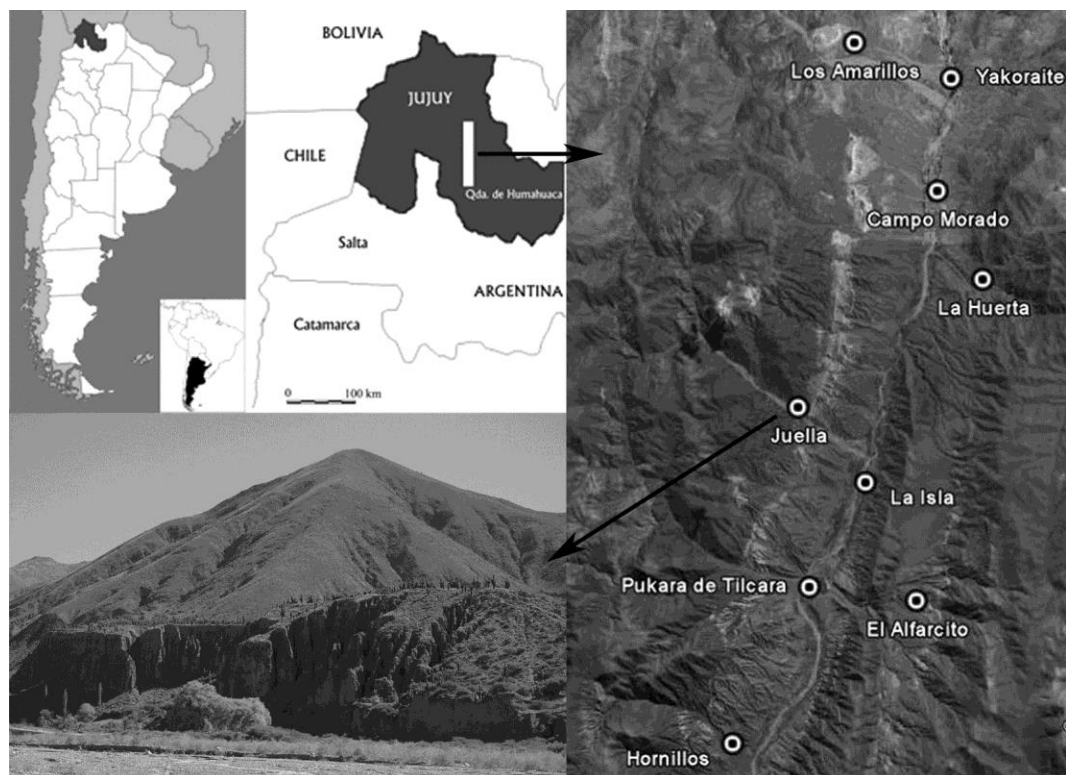 BOLIVIA
JUJUY
CHILE
Qda. de Humahuaca
Salta
ARGENTINA
Catamarca
0 100 km
Los Amarillos
Yakoraite
Campo Morado
La Huerta
Juella
La Isla
Pukara de Tilcara
El Alfarcito
Hornillos